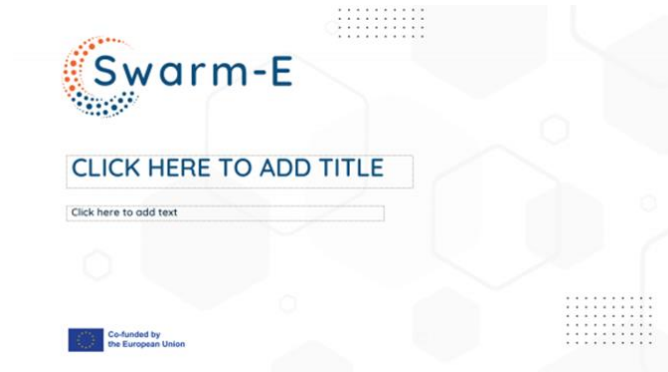 Swarm-E
CLICK HERE TO ADD TITLE
Click here to add text
Co-funded by
the European Union